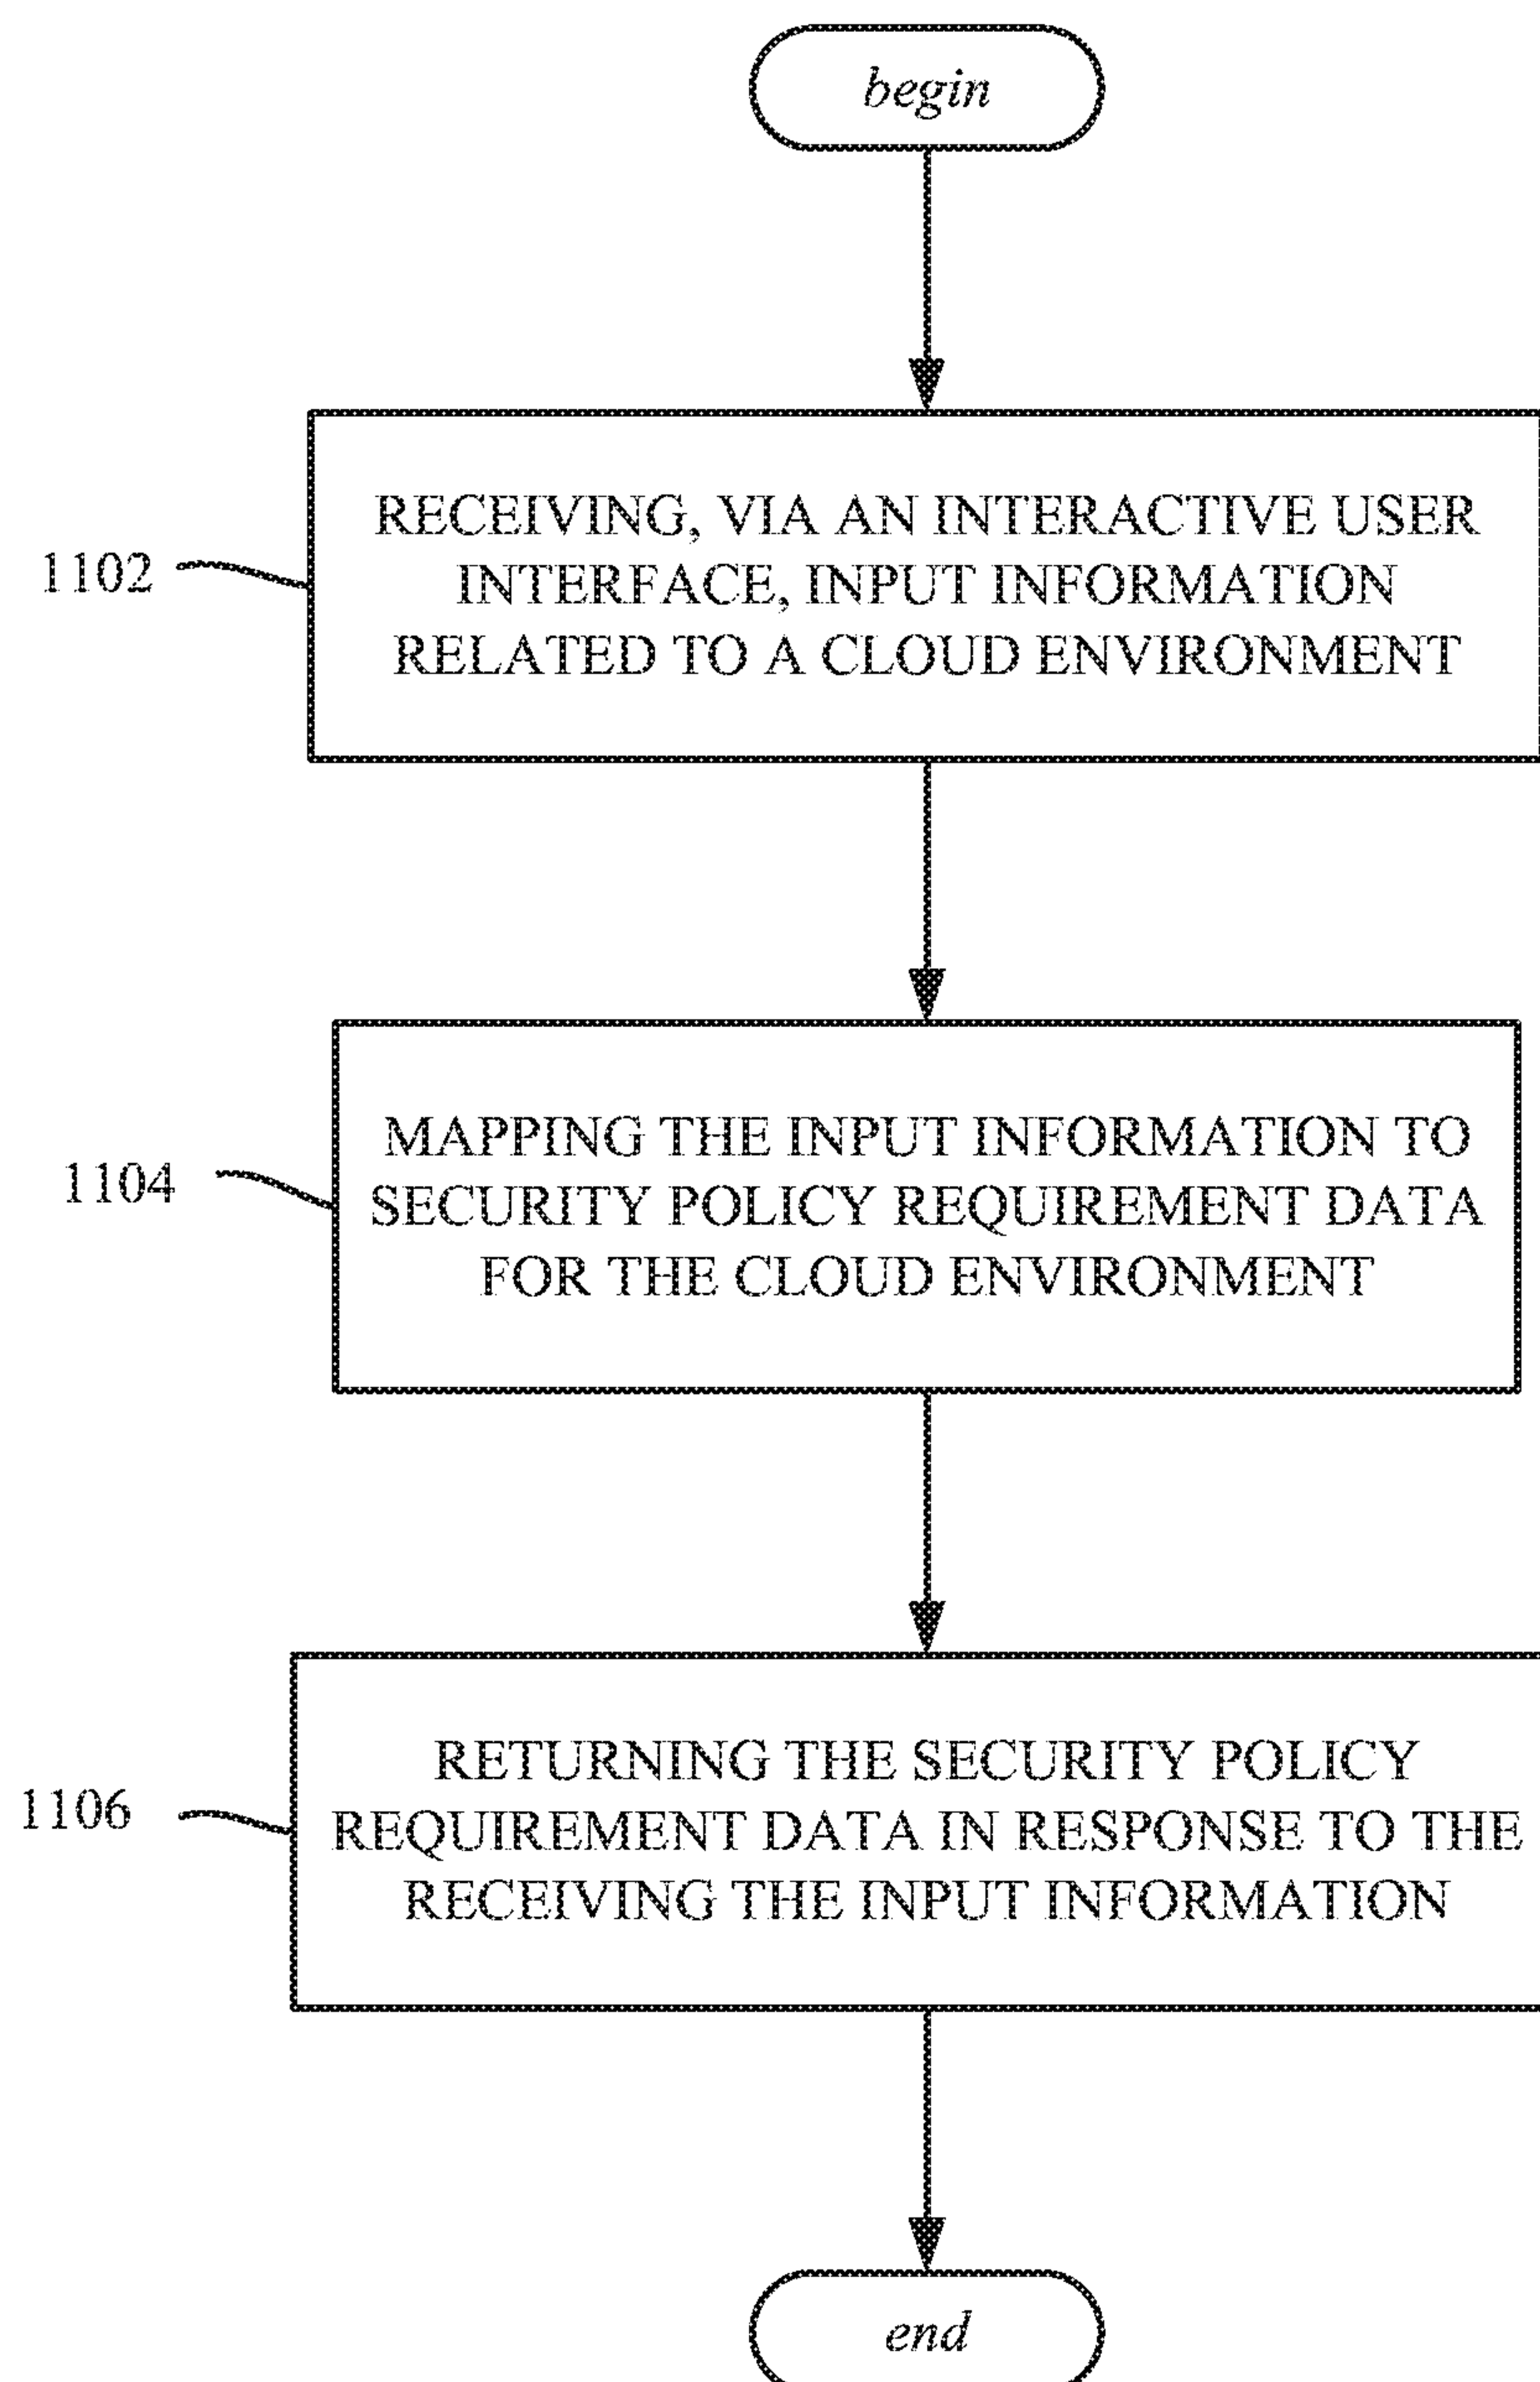 begin
RECEIVING, VIA AN INTERACTIVE USER
INTERFACE, INPUT INFORMATION
RELATED TO A CLOUD ENVIRONMENT
1102
MAPPING THE INPUT INFORMATION TO
SECURITY POLICY REQUIREMENT DATA
FOR THE CLOUD ENVIRONMENT
1104
RETURNING THE SECURITY POLICY
REQUIREMENT DATA IN RESPONSE TO THE
RECEIVING THE INPUT INFORMATION
1106
end